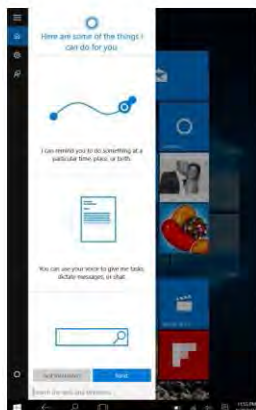 Here are some of the things I
can do for you
I can remind you to do something at a
particular time, place, or both.
You can use your voice to give me tasks,
dictate messages, or chat.
Next